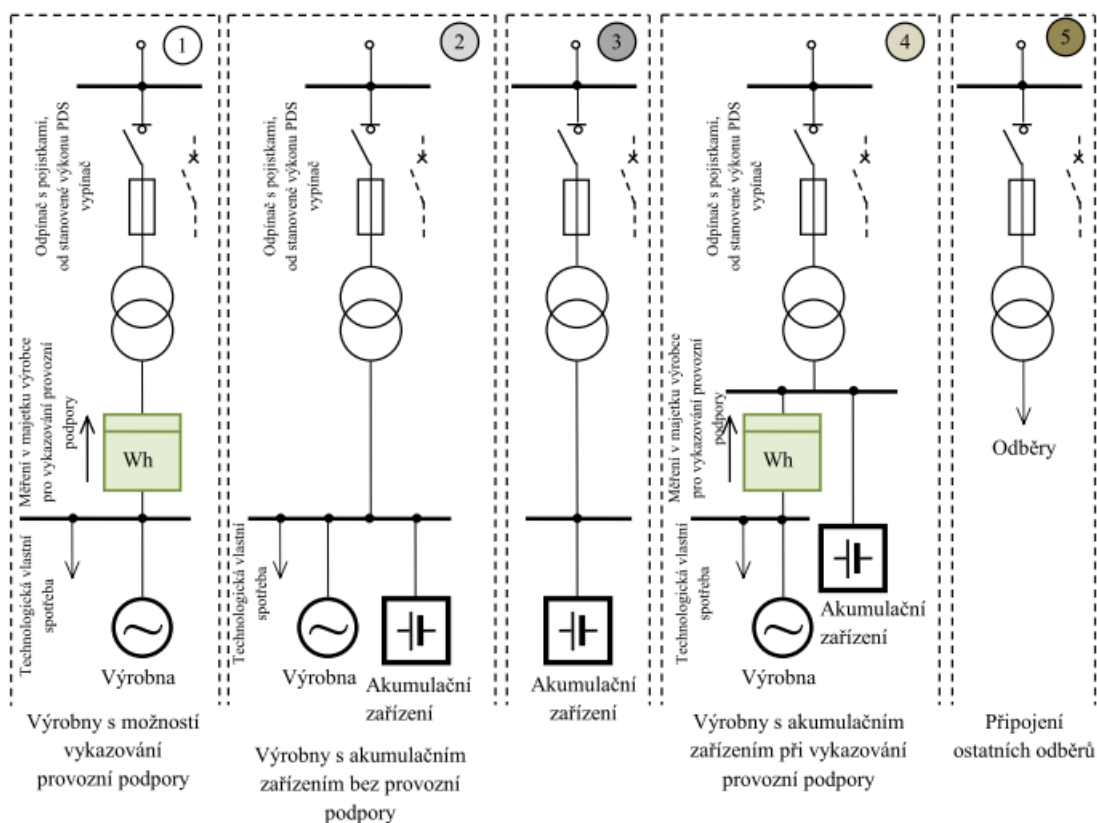 1
Odpínač s pojistkami,
od stanovené výkonu PDS
vypínač
Měření v majetku výrobce
pro vykazování provozní
podpory
Wh
Technologická vlastní
spotřeba
Výrobna
Výrobny s možností
vykazování
provozní podpory
2
Odpínač s pojistkami,
od stanovené výkonu PDS
vypínač
Technologická vlastní
spotřeba
Výrobna
Akumulační
zařízení
Výrobny s akumulačním
zařízením bez provozní
podpory
3
Akumulační
zařízení
4
Odpínač s pojistkami,
od stanovené výkonu PDS
vypínač
Měření v majetku výrobce
pro vykazování provozní
podpory
Wh
Technologická vlastní
spotřeba
Výrobna
Akumulační
zařízení
Výrobny s akumulačním
zařízením při vykazování
provozní podpory
5
Odběry
Připojení
ostatních odběrů